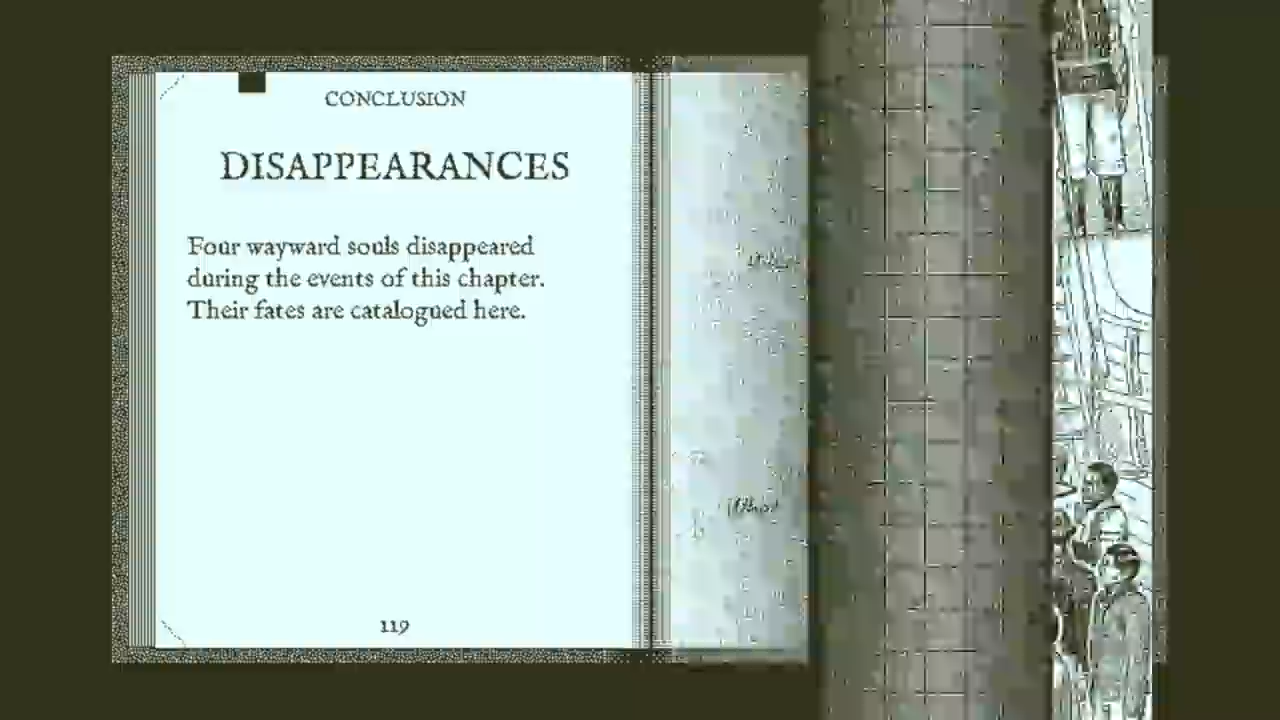 CONCLUSION
DISAPPEARANCES
Four wayward souls disappeared
during the events of this chapter.
Their fates are catalogued here.
119